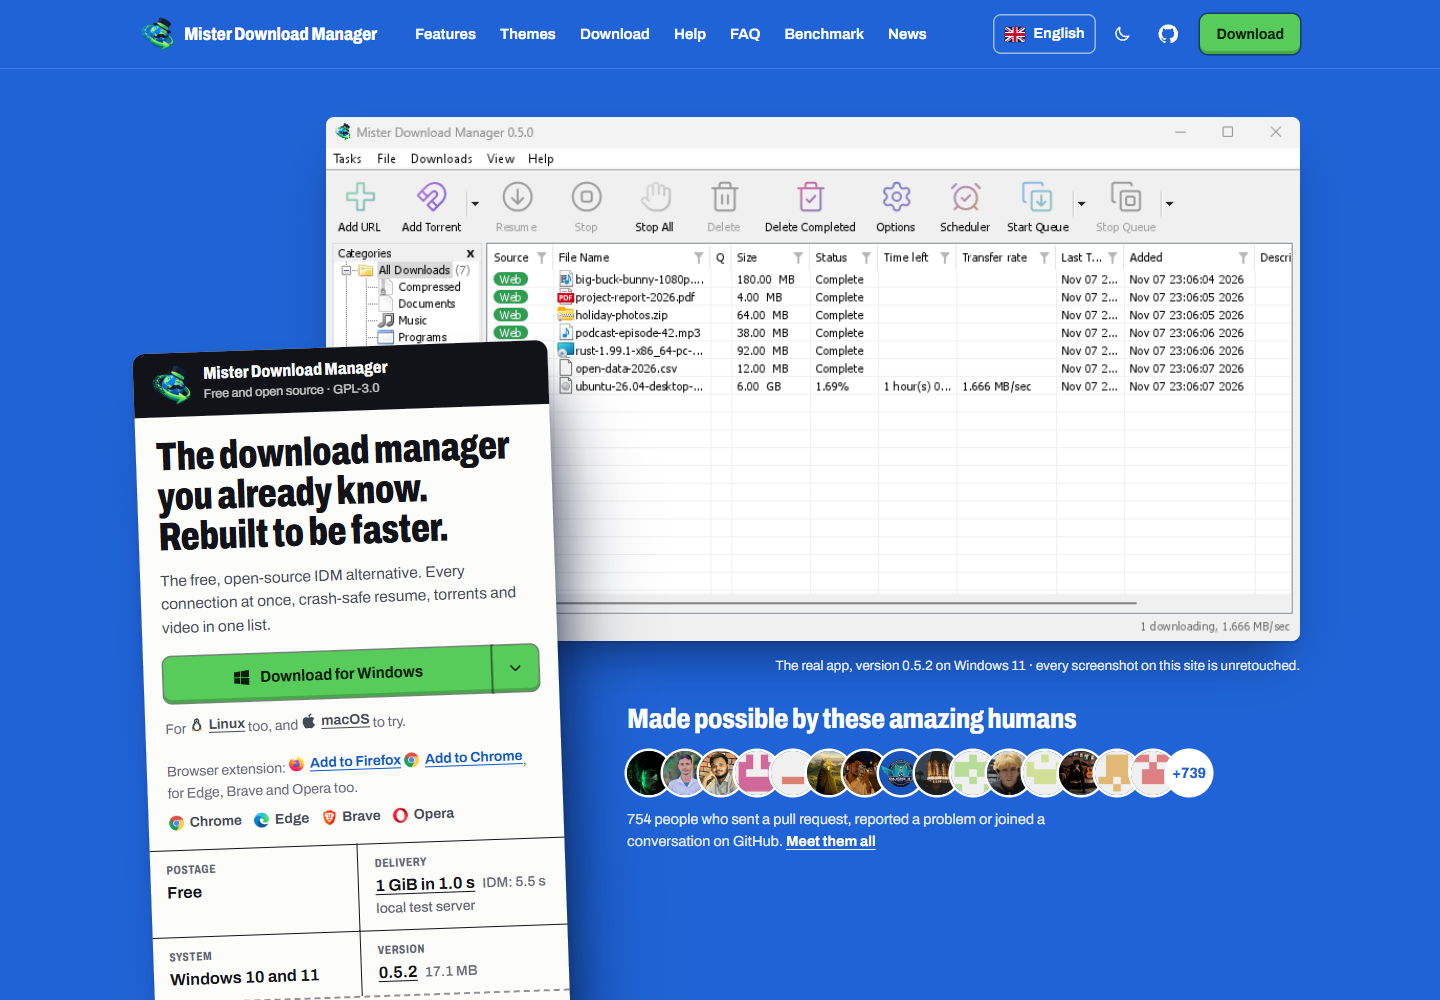 Mister Download Manager
Features
Themes
Download
Help
FAQ
Benchmark
News
English
Download
Mister Download Manager 0.5.0
Tasks
File
Downloads
View
Help
Add URL
Add Torrent
Resume
Stop
Stop All
Delete
Delete Completed
Options
Scheduler
Start Queue
Stop Queue
Categories
x
All Downloads (7)
Compressed
Documents
Music
Programs
Source File Name Q Size Status Time left Transfer rate Last T... Added Descri
Web big-buck-bunny-1080p.... 180.00 MB Complete Nov 07 2... Nov 07 23:06:04 2026
Web PDF project-report-2026.pdf 4.00 MB Complete Nov 07 2... Nov 07 23:06:05 2026
Web holiday-photos.zip 64.00 MB Complete Nov 07 2... Nov 07 23:06:05 2026
Web podcast-episode-42.mp3 38.00 MB Complete Nov 07 2... Nov 07 23:06:06 2026
rust-1.99.1-x86_64-pc-... 92.00 MB Complete Nov 07 2... Nov 07 23:06:06 2026
open-data-2026.csv 12.00 MB Complete Nov 07 2... Nov 07 23:06:07 2026
ubuntu-26.04-desktop-... 6.00 GB 1.69% 1 hour(s) 0... 1.666 MB/sec Nov 07 2... Nov 07 23:06:07 2026
1 downloading, 1.666 MB/sec
The real app, version 0.5.2 on Windows 11 · every screenshot on this site is unretouched.
Mister Download Manager
Free and open source · GPL-3.0
The download manager
you already know.
Rebuilt to be faster.
The free, open-source IDM alternative. Every
connection at once, crash-safe resume, torrents and
video in one list.
Download for Windows
For Linux too, and macOS to try.
Browser extension: Add to Firefox Add to Chrome,
for Edge, Brave and Opera too.
Chrome Edge Brave Opera
POSTAGE
Free
DELIVERY
1 GiB in 1.0 s IDM: 5.5 s
local test server
SYSTEM
Windows 10 and 11
VERSION
0.5.2 17.1 MB
Made possible by these amazing humans
+739
754 people who sent a pull request, reported a problem or joined a
conversation on GitHub. Meet them all